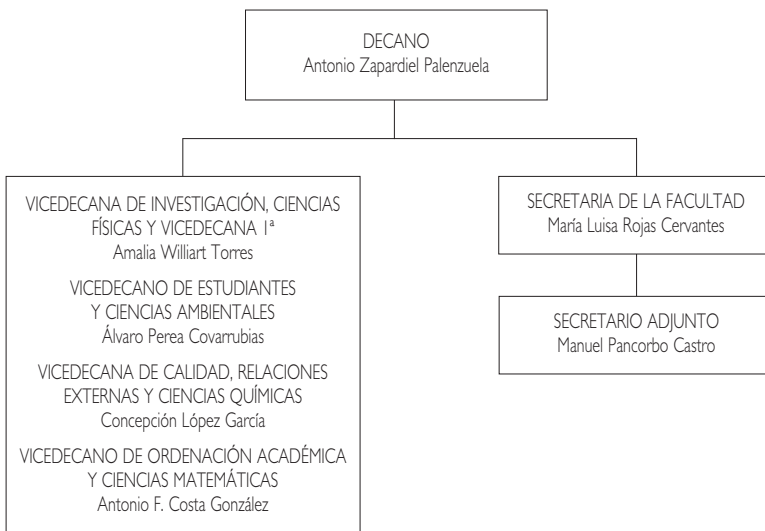 DECANO
Antonio Zapardiel Palenzuela
VICEDECANA DE INVESTIGACIÓN, CIENCIAS
FÍSICAS Y VICEDECANA 1ª
Amalia Williart Torres
VICEDECANO DE ESTUDIANTES
Y CIENCIAS AMBIENTALES
Álvaro Perea Covarrubias
VICEDECANA DE CALIDAD, RELACIONES
EXTERNAS Y CIENCIAS QUÍMICAS
Concepción López García
VICEDECANO DE ORDENACIÓN ACADÉMICA
Y CIENCIAS MATEMÁTICAS
Antonio F. Costa González
SECRETARIA DE LA FACULTAD
María Luisa Rojas Cervantes
SECRETARIO ADJUNTO
Manuel Pancorbo Castro